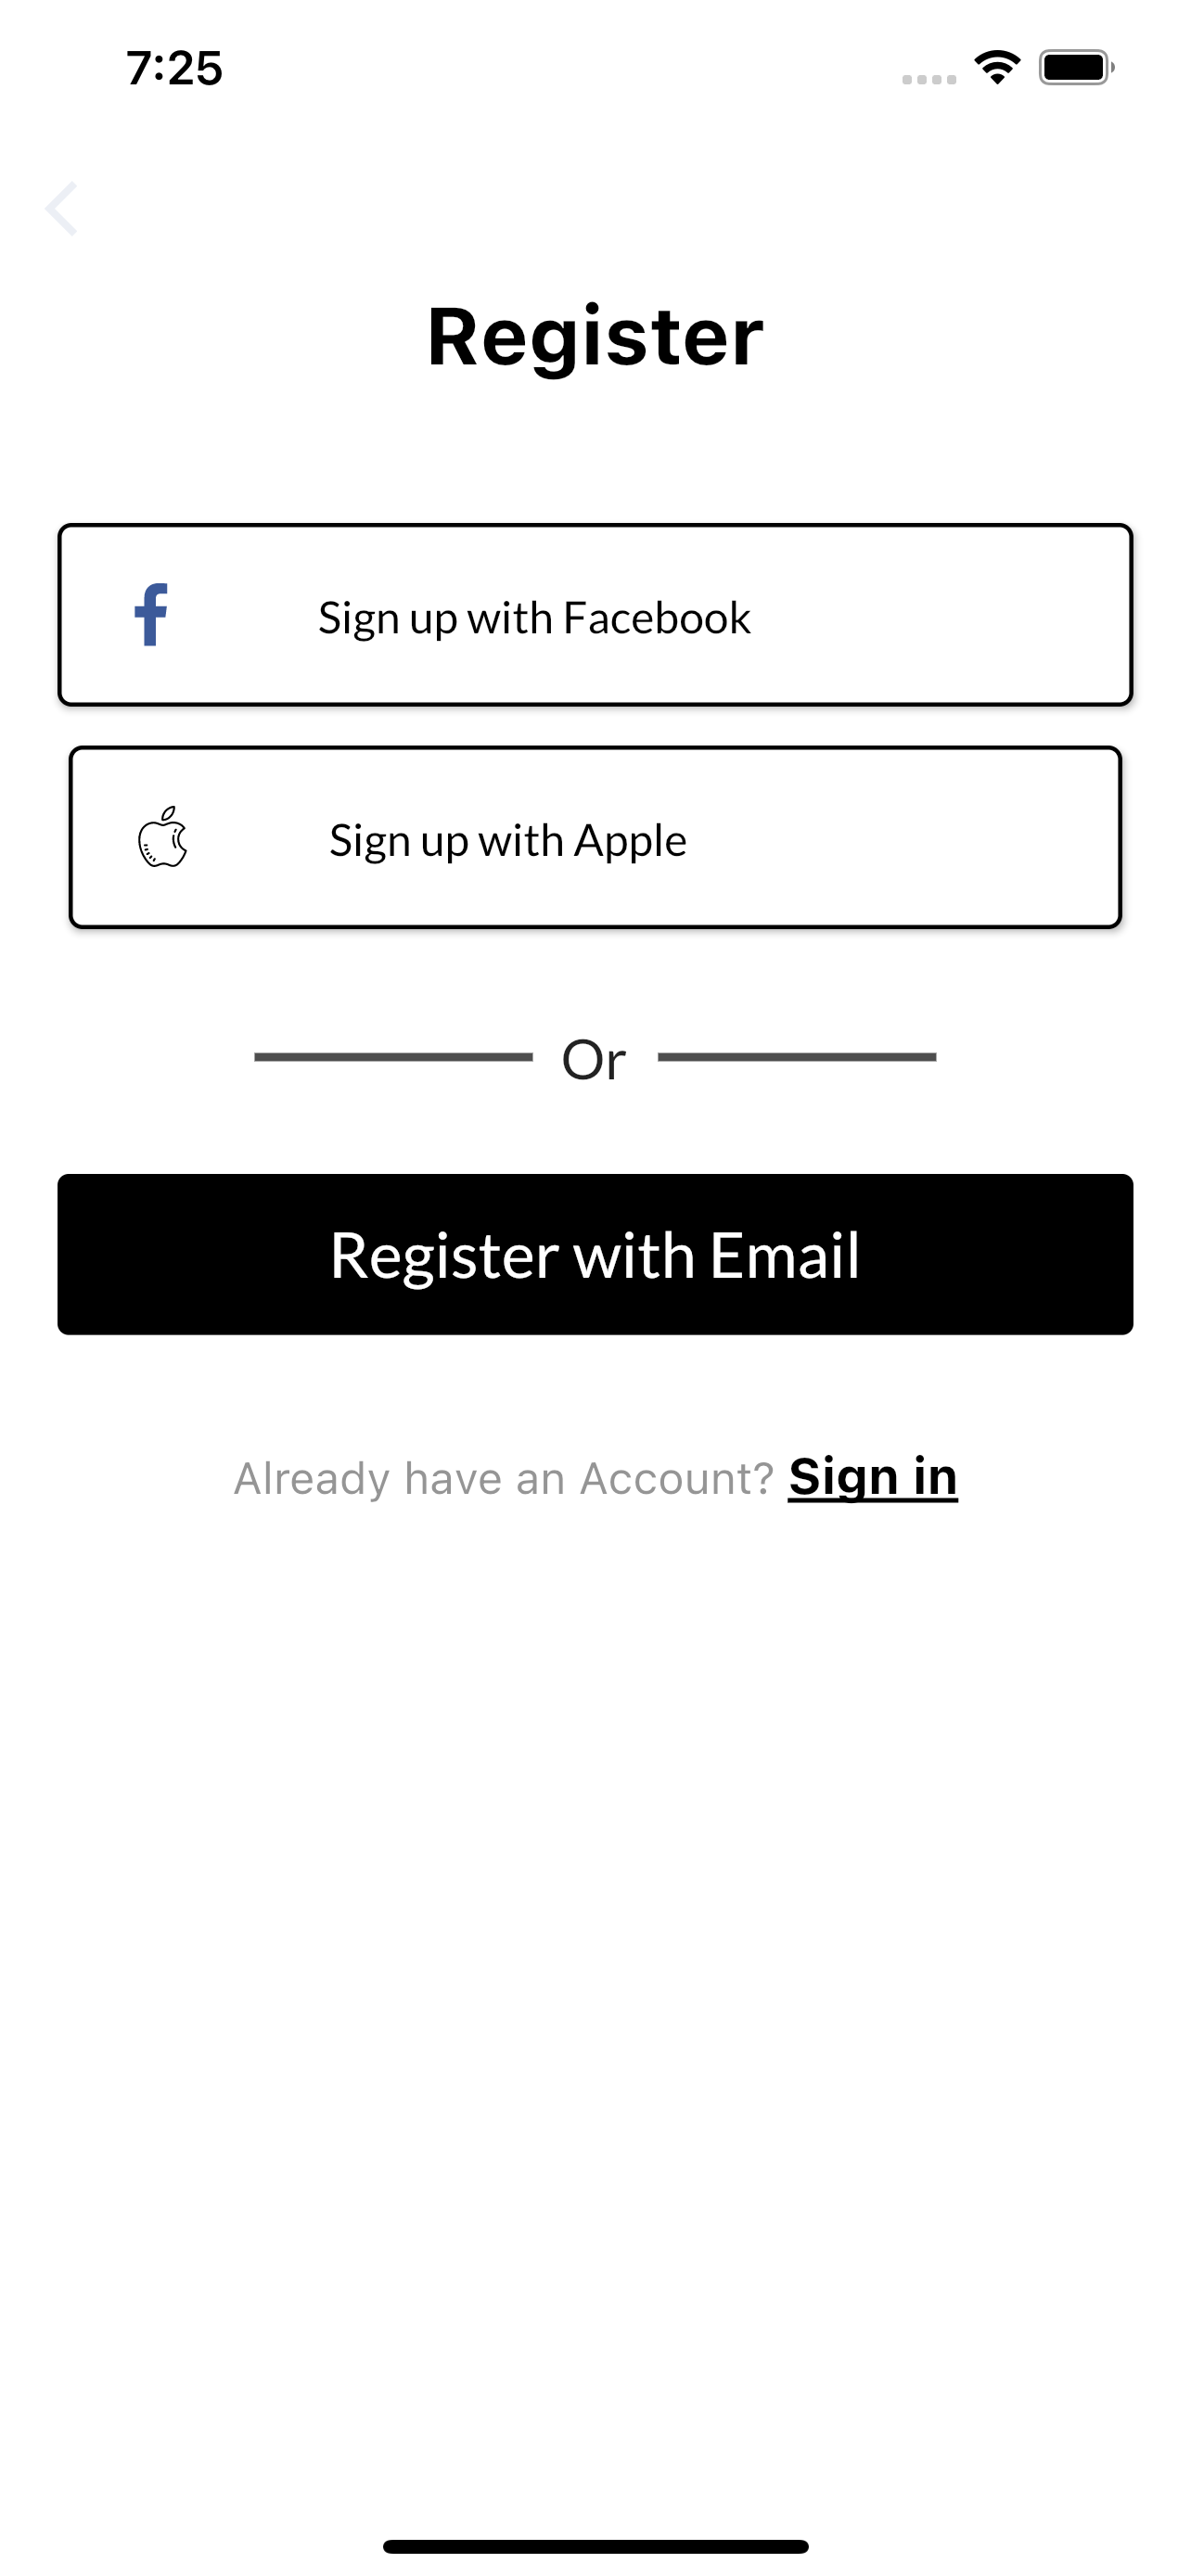 7:25
Register
Sign up with Facebook
Sign up with Apple
Or
Register with Email
Already have an Account? Sign in